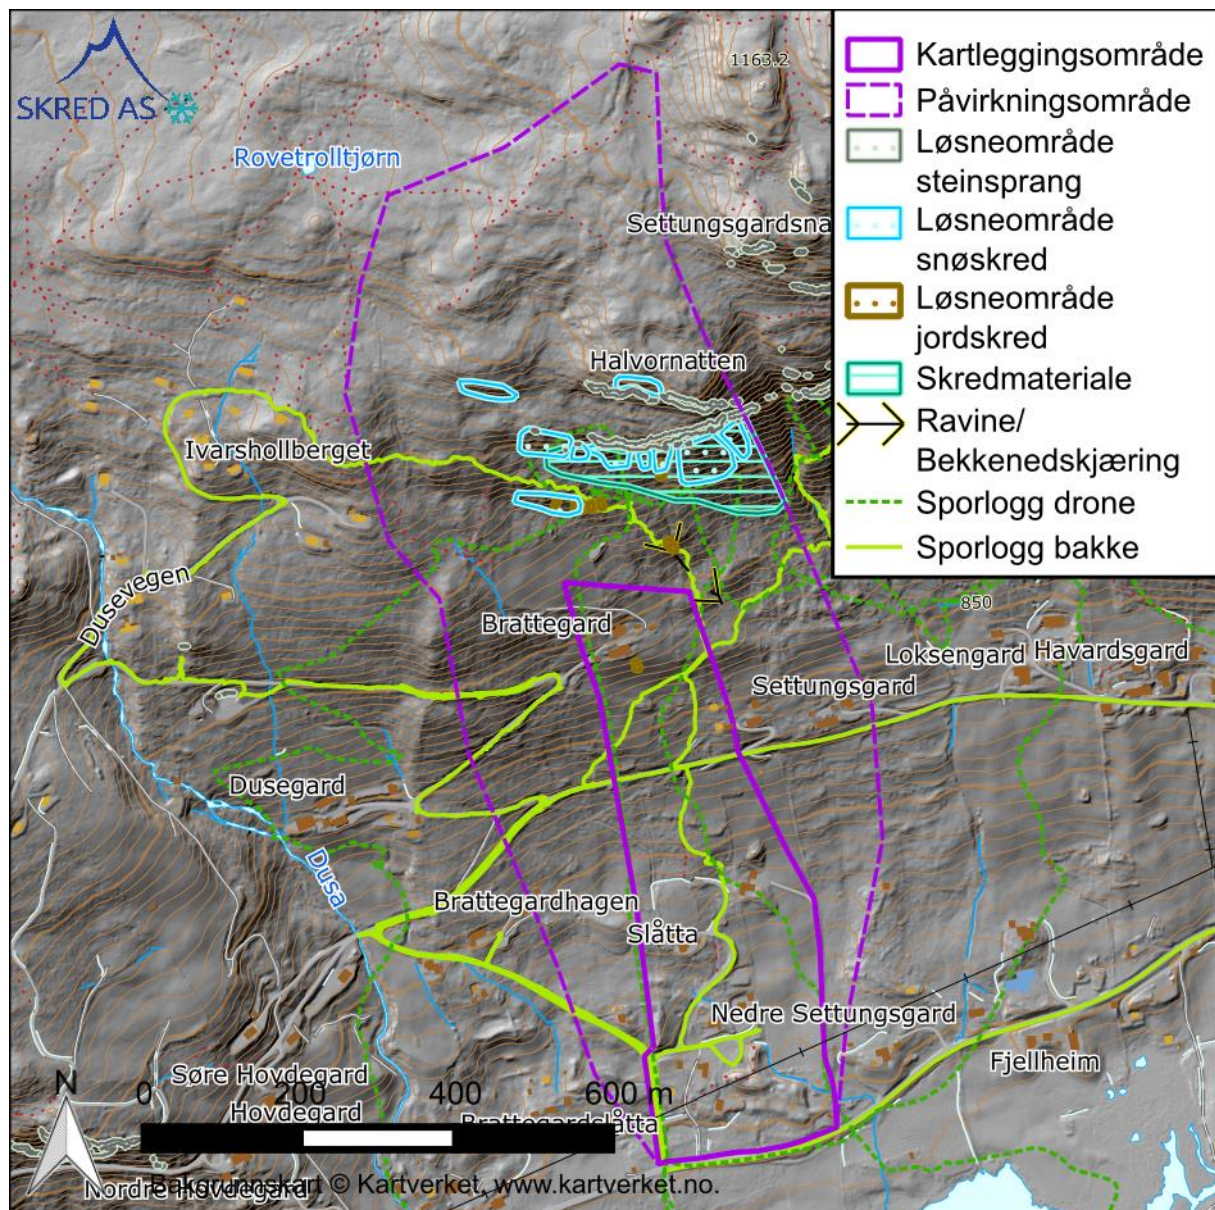 SKRED AS
1163.2
Rovetrolltjørn
Settungsgardsna
Halvornatten
Ivarshollberget
Dusevegen
Brattegard
850
Loksengard
Havardsgard
Settungsgard
Dusegard
Dusa
Brattegardhagen
Slåtta
Nedre Settungsgard
Fjellheim
Søre Hovdegard
Hovdegard
Brattegardslåtta
Nordre Hovdegard
N
0 200 400 600 m
Bakgrunnskart © Kartverket, www.kartverket.no.
Kartleggingsområde
Påvirkningsområde
Løsneområde
steinsprang
Løsneområde
snøskred
Løsneområde
jordskred
Skredmateriale
Ravine/
Bekkenedskjæring
Sporlogg drone
Sporlogg bakke